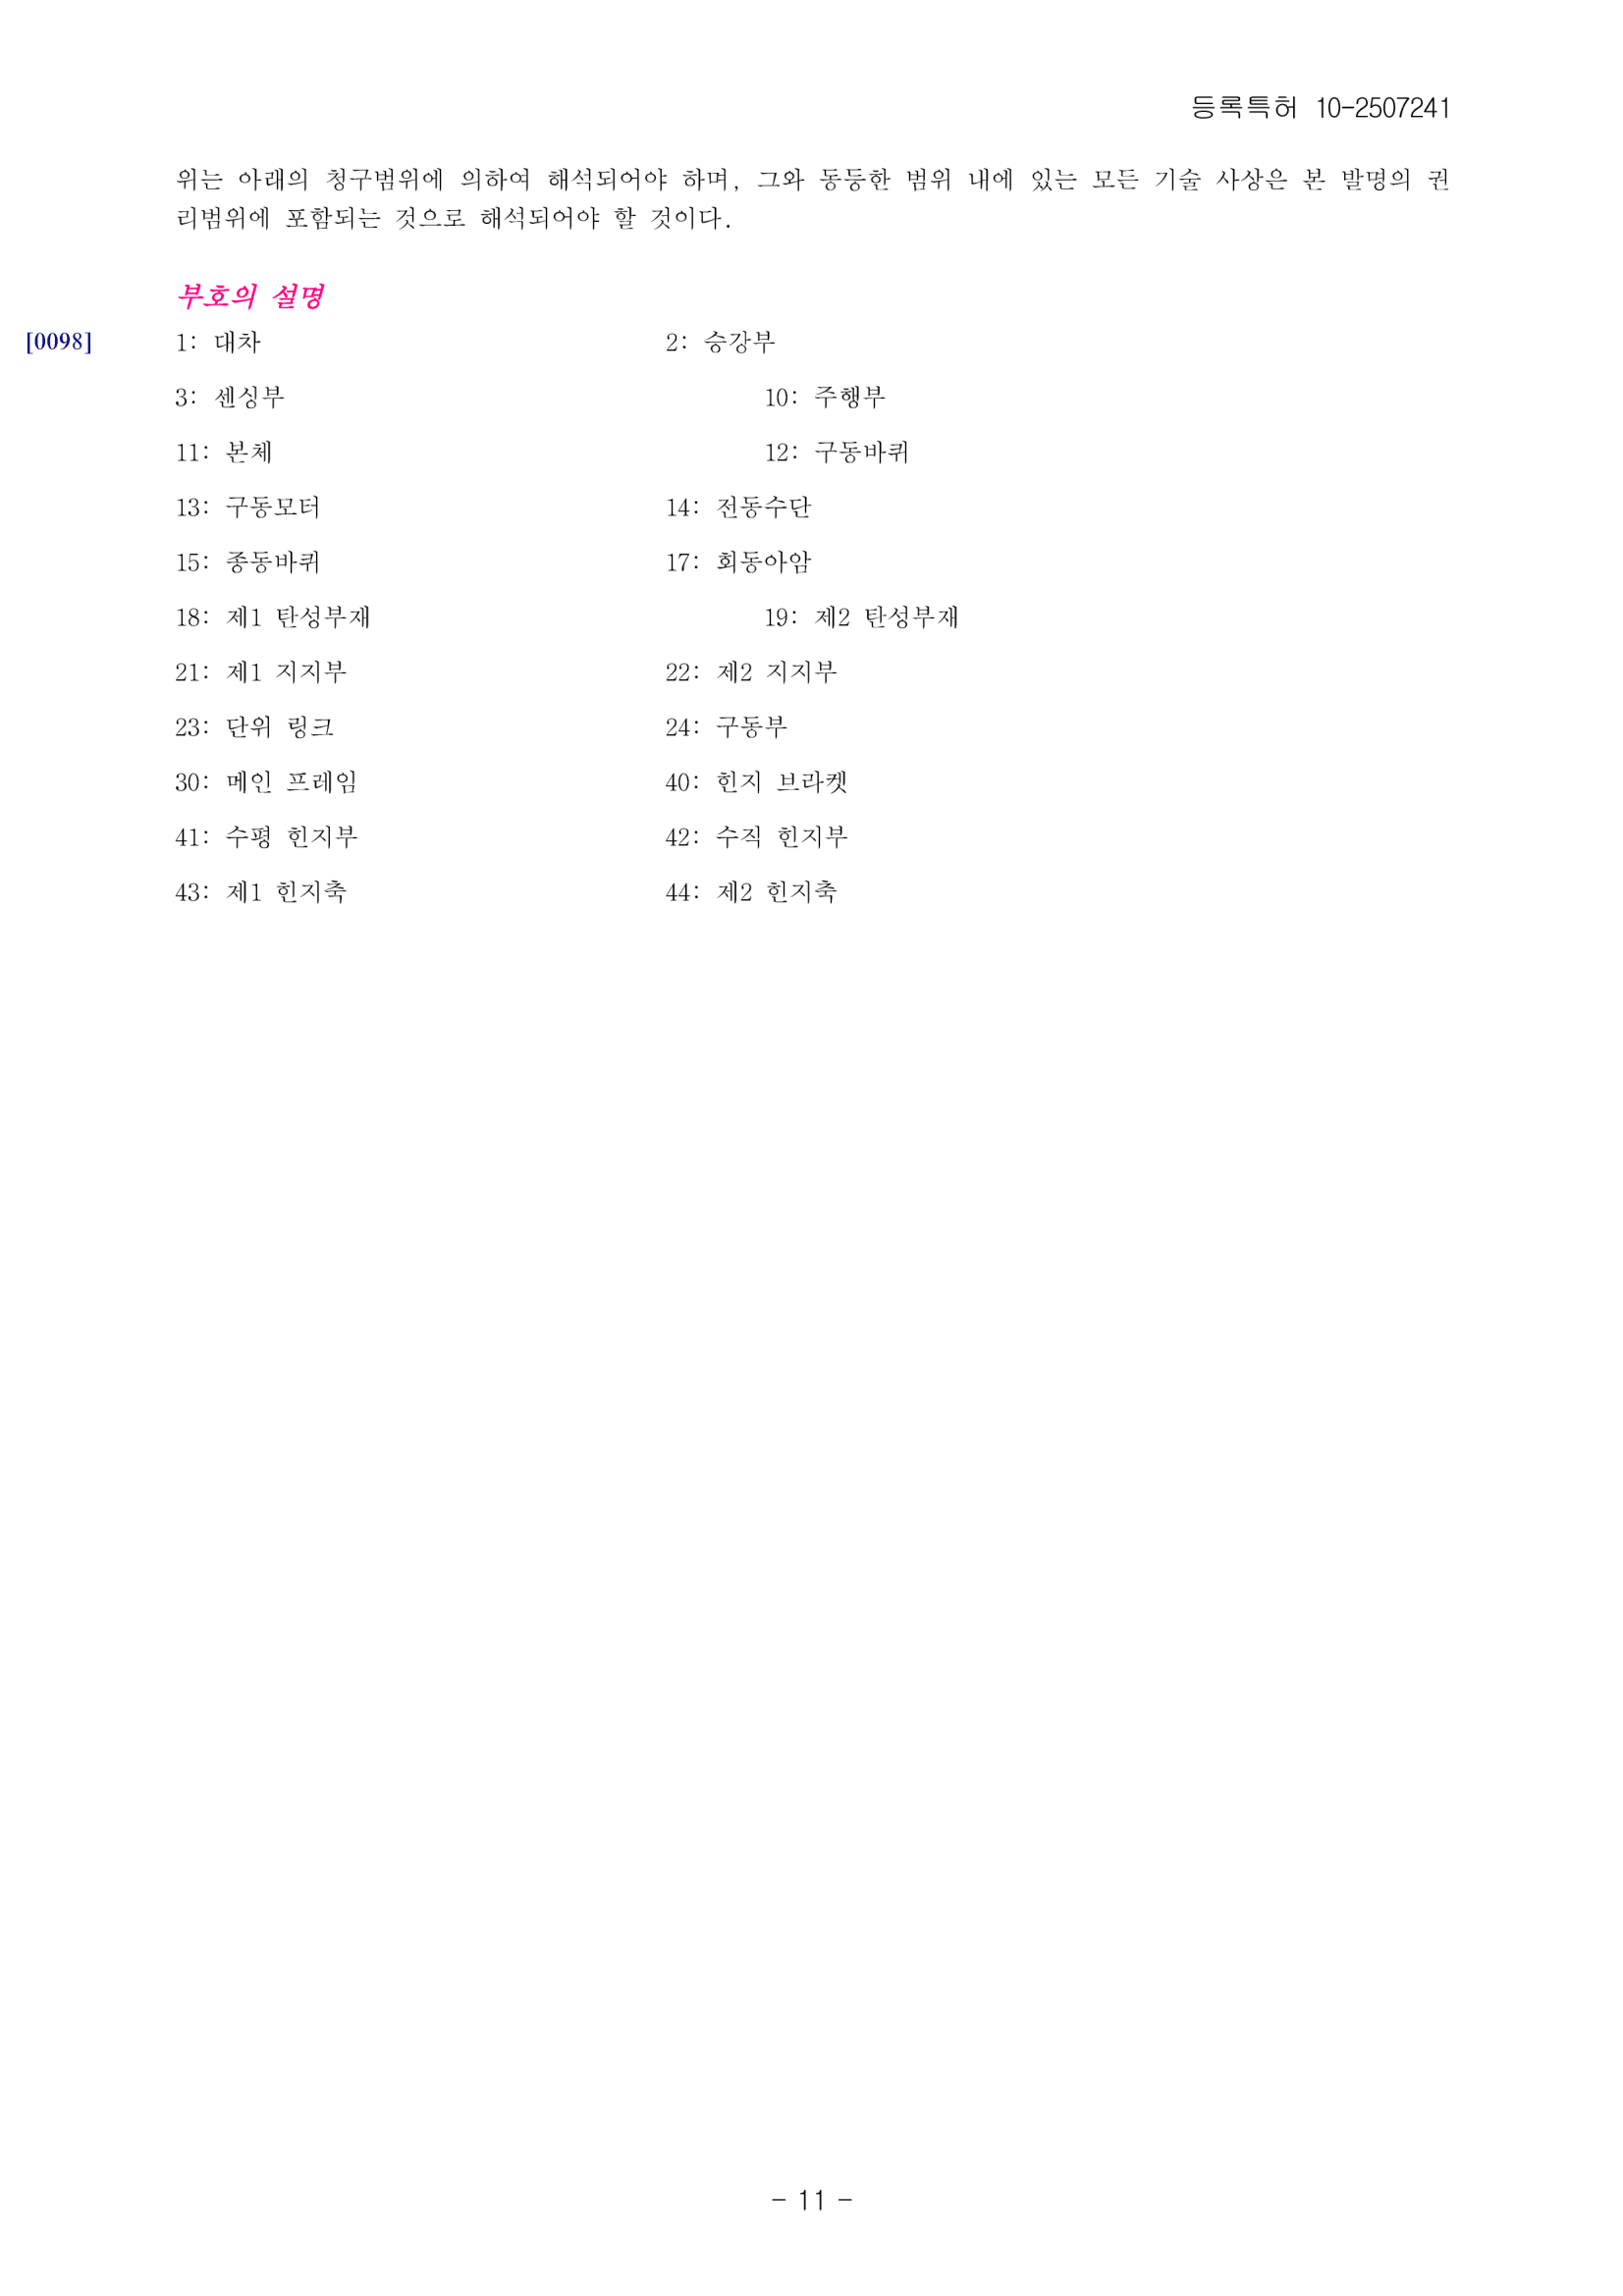 등록특허 10-2507241
위는 아래의 청구범위에 의하여 해석되어야 하며, 그와 동등한 범위 내에 있는 모든 기술 사상은 본 발명의 권
리범위에 포함되는 것으로 해석되어야 할 것이다.
부호의 설명
[0098] 1: 대차 2: 승강부
3: 센싱부 10: 주행부
11: 본체 12: 구동바퀴
13: 구동모터 14: 전동수단
15: 종동바퀴 17: 회동아암
18: 제1 탄성부재 19: 제2 탄성부재
21: 제1 지지부 22: 제2 지지부
23: 단위 링크 24: 구동부
30: 메인 프레임 40: 힌지 브라켓
41: 수평 힌지부 42: 수직 힌지부
43: 제1 힌지축 44: 제2 힌지축
- 11 -